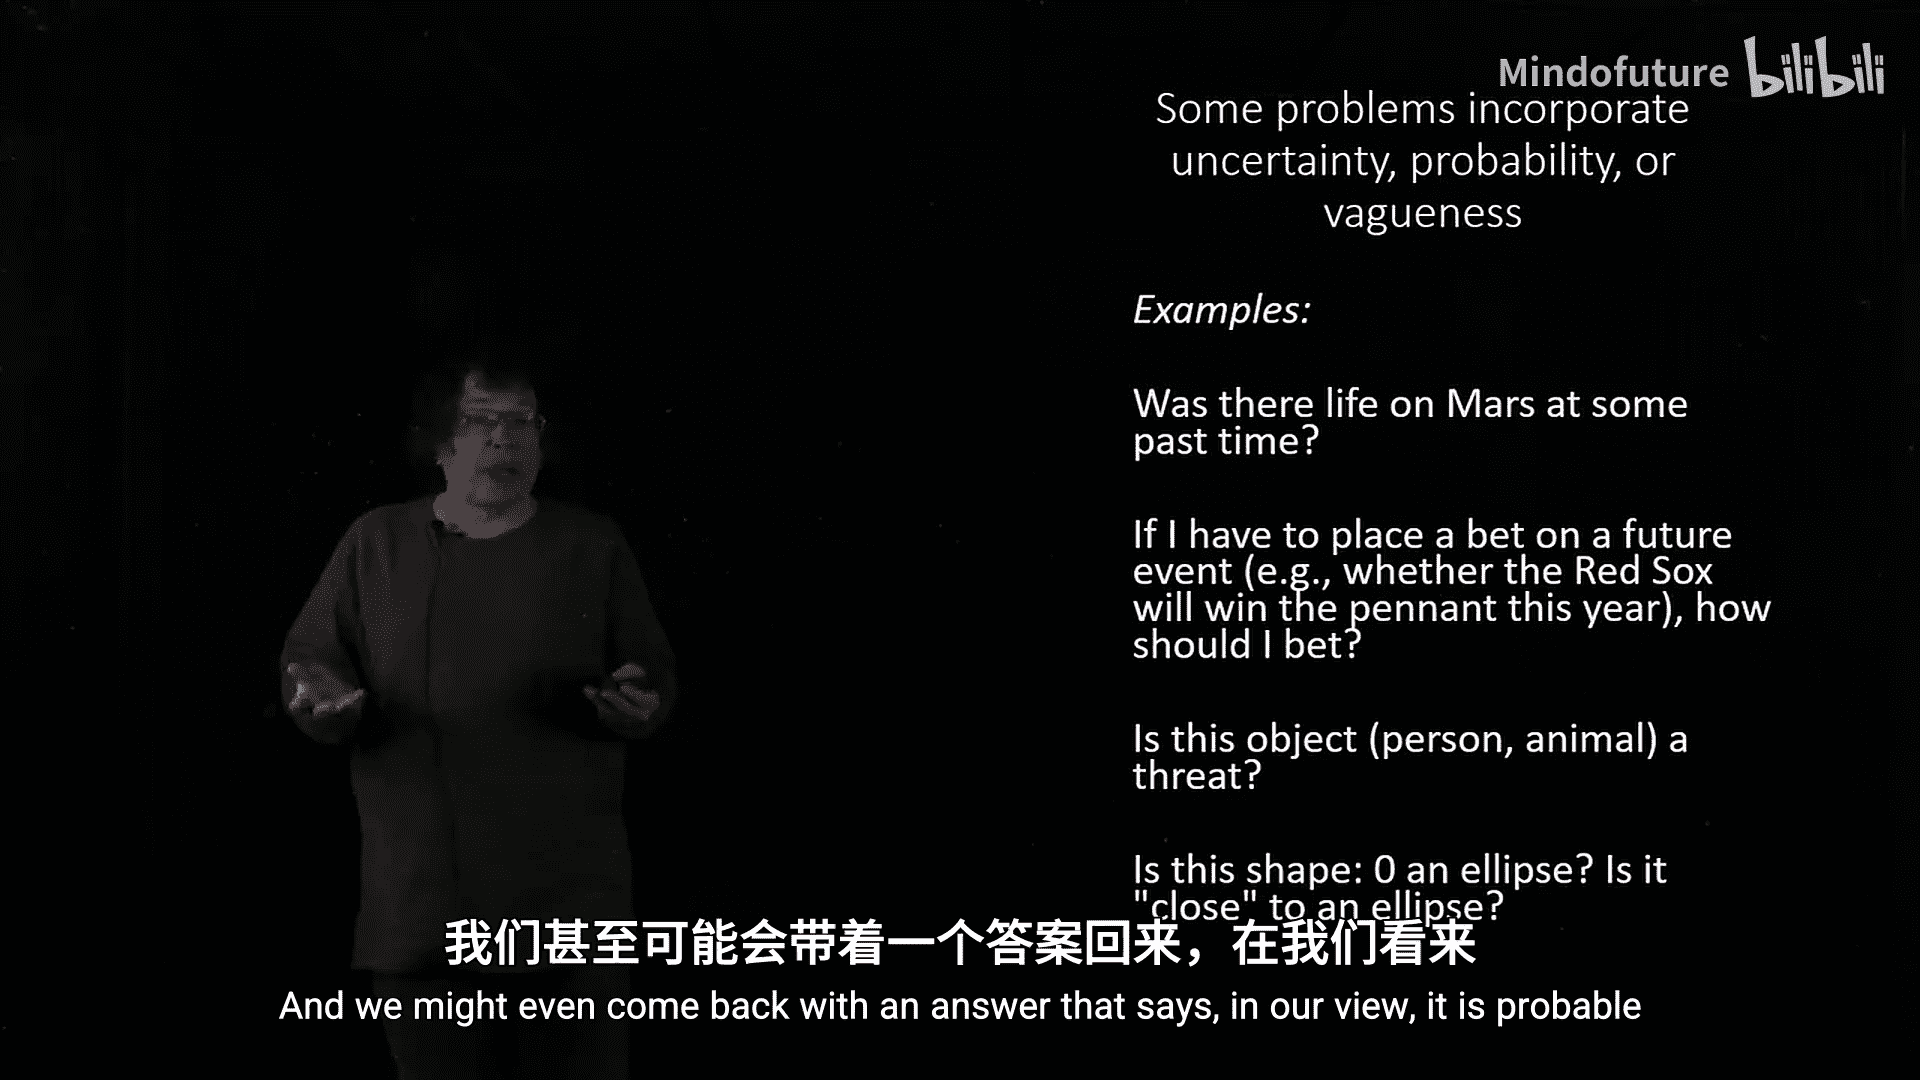 Mindofuture bilibili
Some problems incorporate
uncertainty, probability, or
vagueness
Examples:
Was there life on Mars at some
past time?
If I have to place a bet on a future
event (e.g., whether the Red Sox
will win the pennant this year), how
should I bet?
Is this object (person, animal) a
threat?
Is this shape: 0 an ellipse? Is it
"close" to an ellipse?
我们甚至可能会带着一个答案回来，在我们看来
And we might even come back with an answer that says, in our view, it is probable